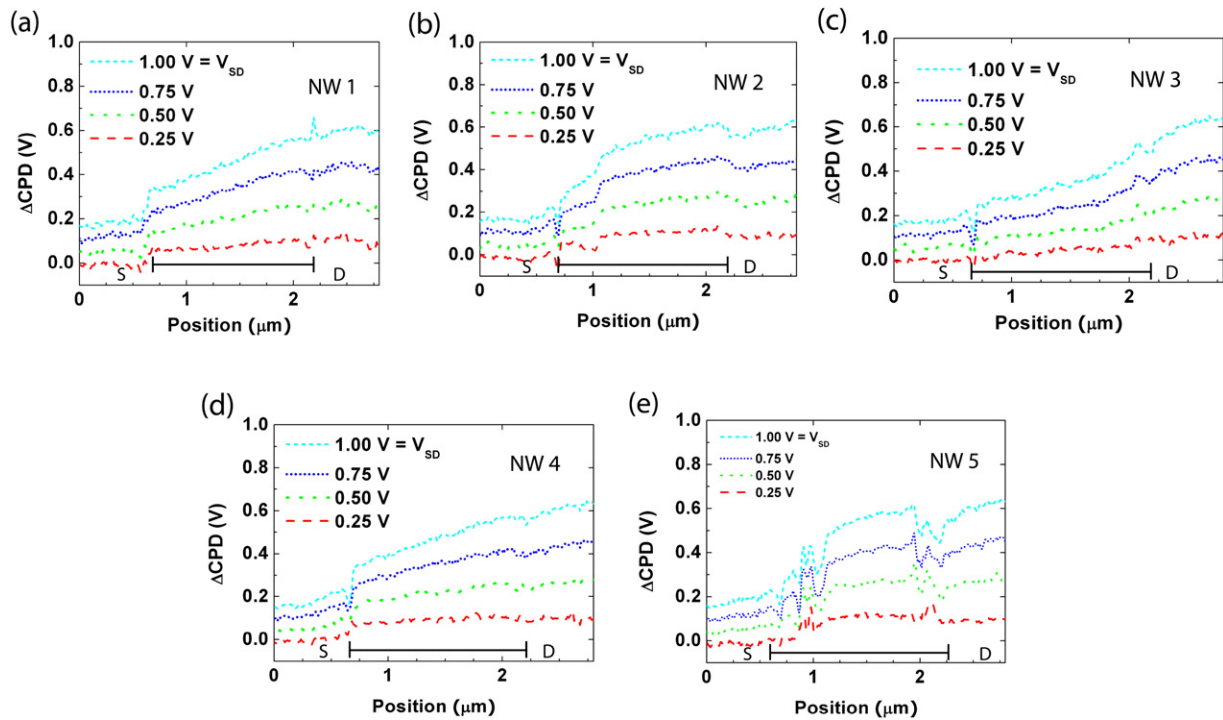 (a)
1.0
0.8
0.6
0.4
0.2
0.0
ΔCPD (V)
1.00 V = V_SD
0.75 V
0.50 V
0.25 V
NW 1
S
D
0
1
2
Position (μm)
(b)
1.0
0.8
0.6
0.4
0.2
0.0
ΔCPD (V)
1.00 V = V_SD
0.75 V
0.50 V
0.25 V
NW 2
S
D
0
1
2
Position (μm)
(c)
1.0
0.8
0.6
0.4
0.2
0.0
ΔCPD (V)
1.00 V = V_SD
0.75 V
0.50 V
0.25 V
NW 3
S
D
0
1
2
Position (μm)
(d)
1.0
0.8
0.6
0.4
0.2
0.0
ΔCPD (V)
1.00 V = V_SD
0.75 V
0.50 V
0.25 V
NW 4
S
D
0
1
2
Position (μm)
(e)
1.0
0.8
0.6
0.4
0.2
0.0
ΔCPD (V)
1.00 V = V_SD
0.75 V
0.50 V
0.25 V
NW 5
S
D
0
1
2
Position (μm)